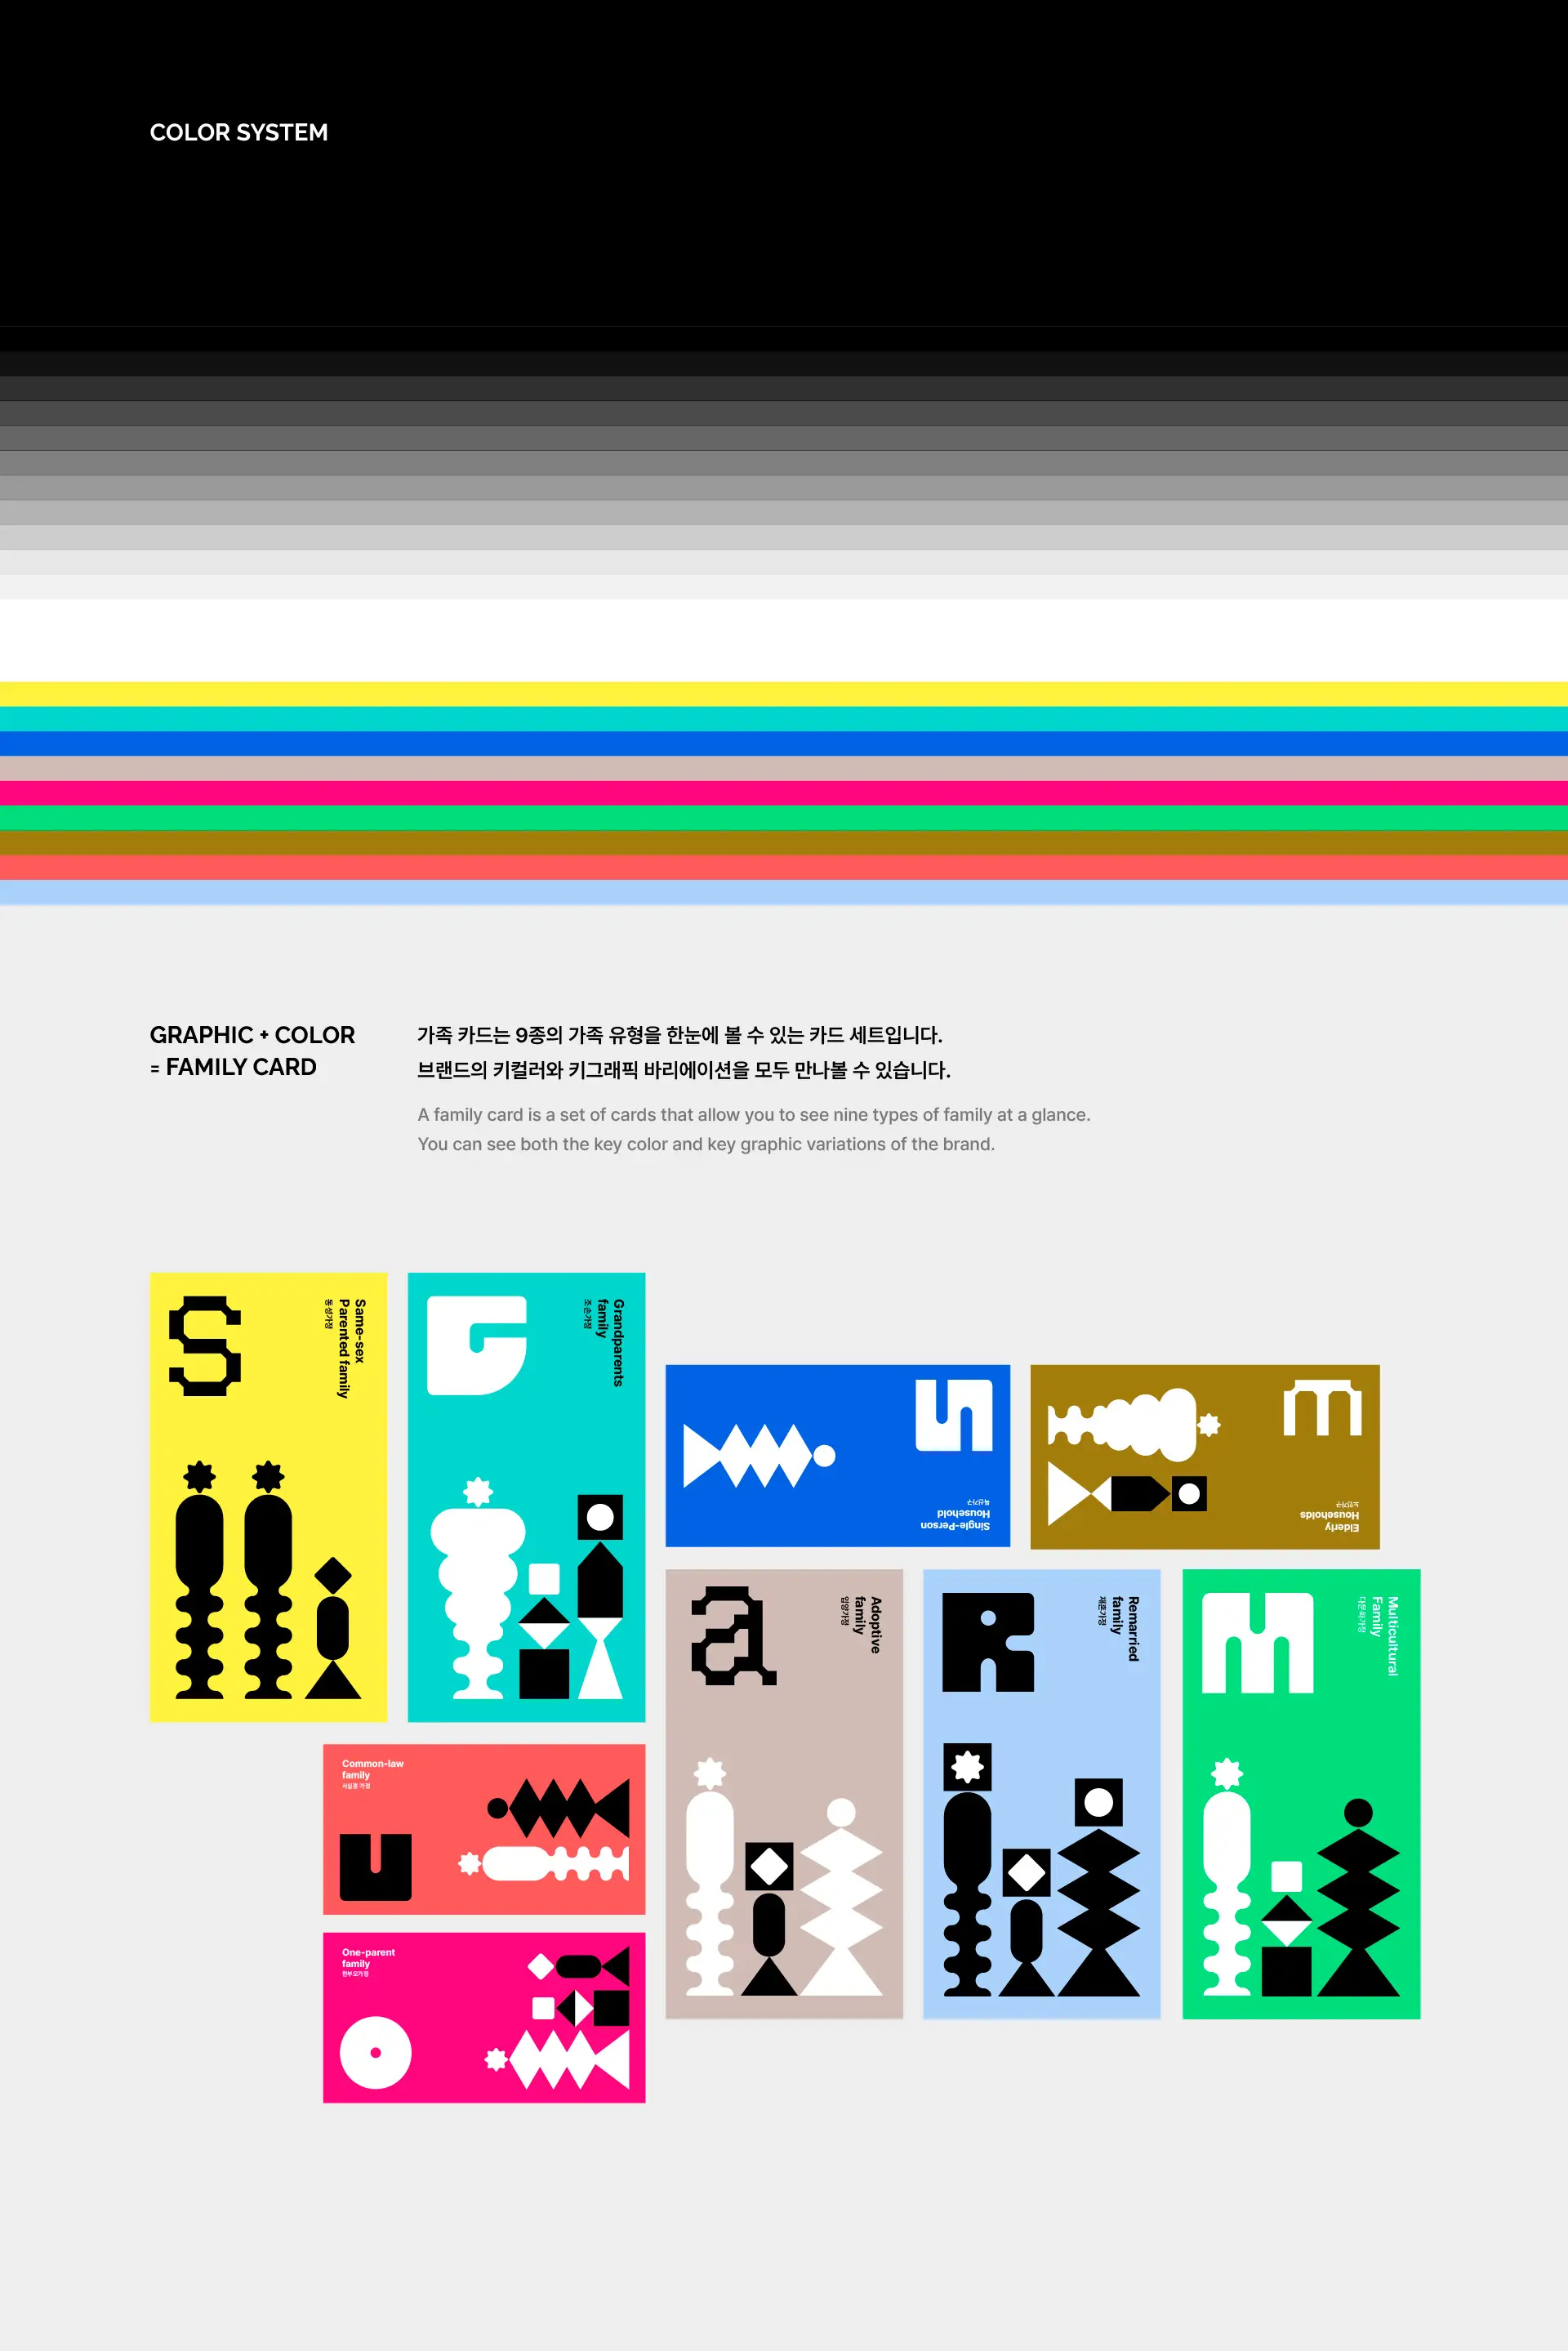 COLOR SYSTEM
GRAPHIC + COLOR
= FAMILY CARD
가족 카드는 9종의 가족 유형을 한눈에 볼 수 있는 카드 세트입니다.
브랜드의 키컬러와 키그래픽 바리에이션을 모두 만나볼 수 있습니다.
A family card is a set of cards that allow you to see nine types of family at a glance.
You can see both the key color and key graphic variations of the brand.
S
Same-sex
Parented family
동성가정
G
Grandparents
family
조손가정
Single-Person
Household
독신가구
m
Elderly
Households
노인가구
a
Adoptive
family
입양가정
R
Remarried
family
재혼가정
M
Multicultural
Family
다문화가정
Common-law
family
사실혼 가정
One-parent
family
한부모가정